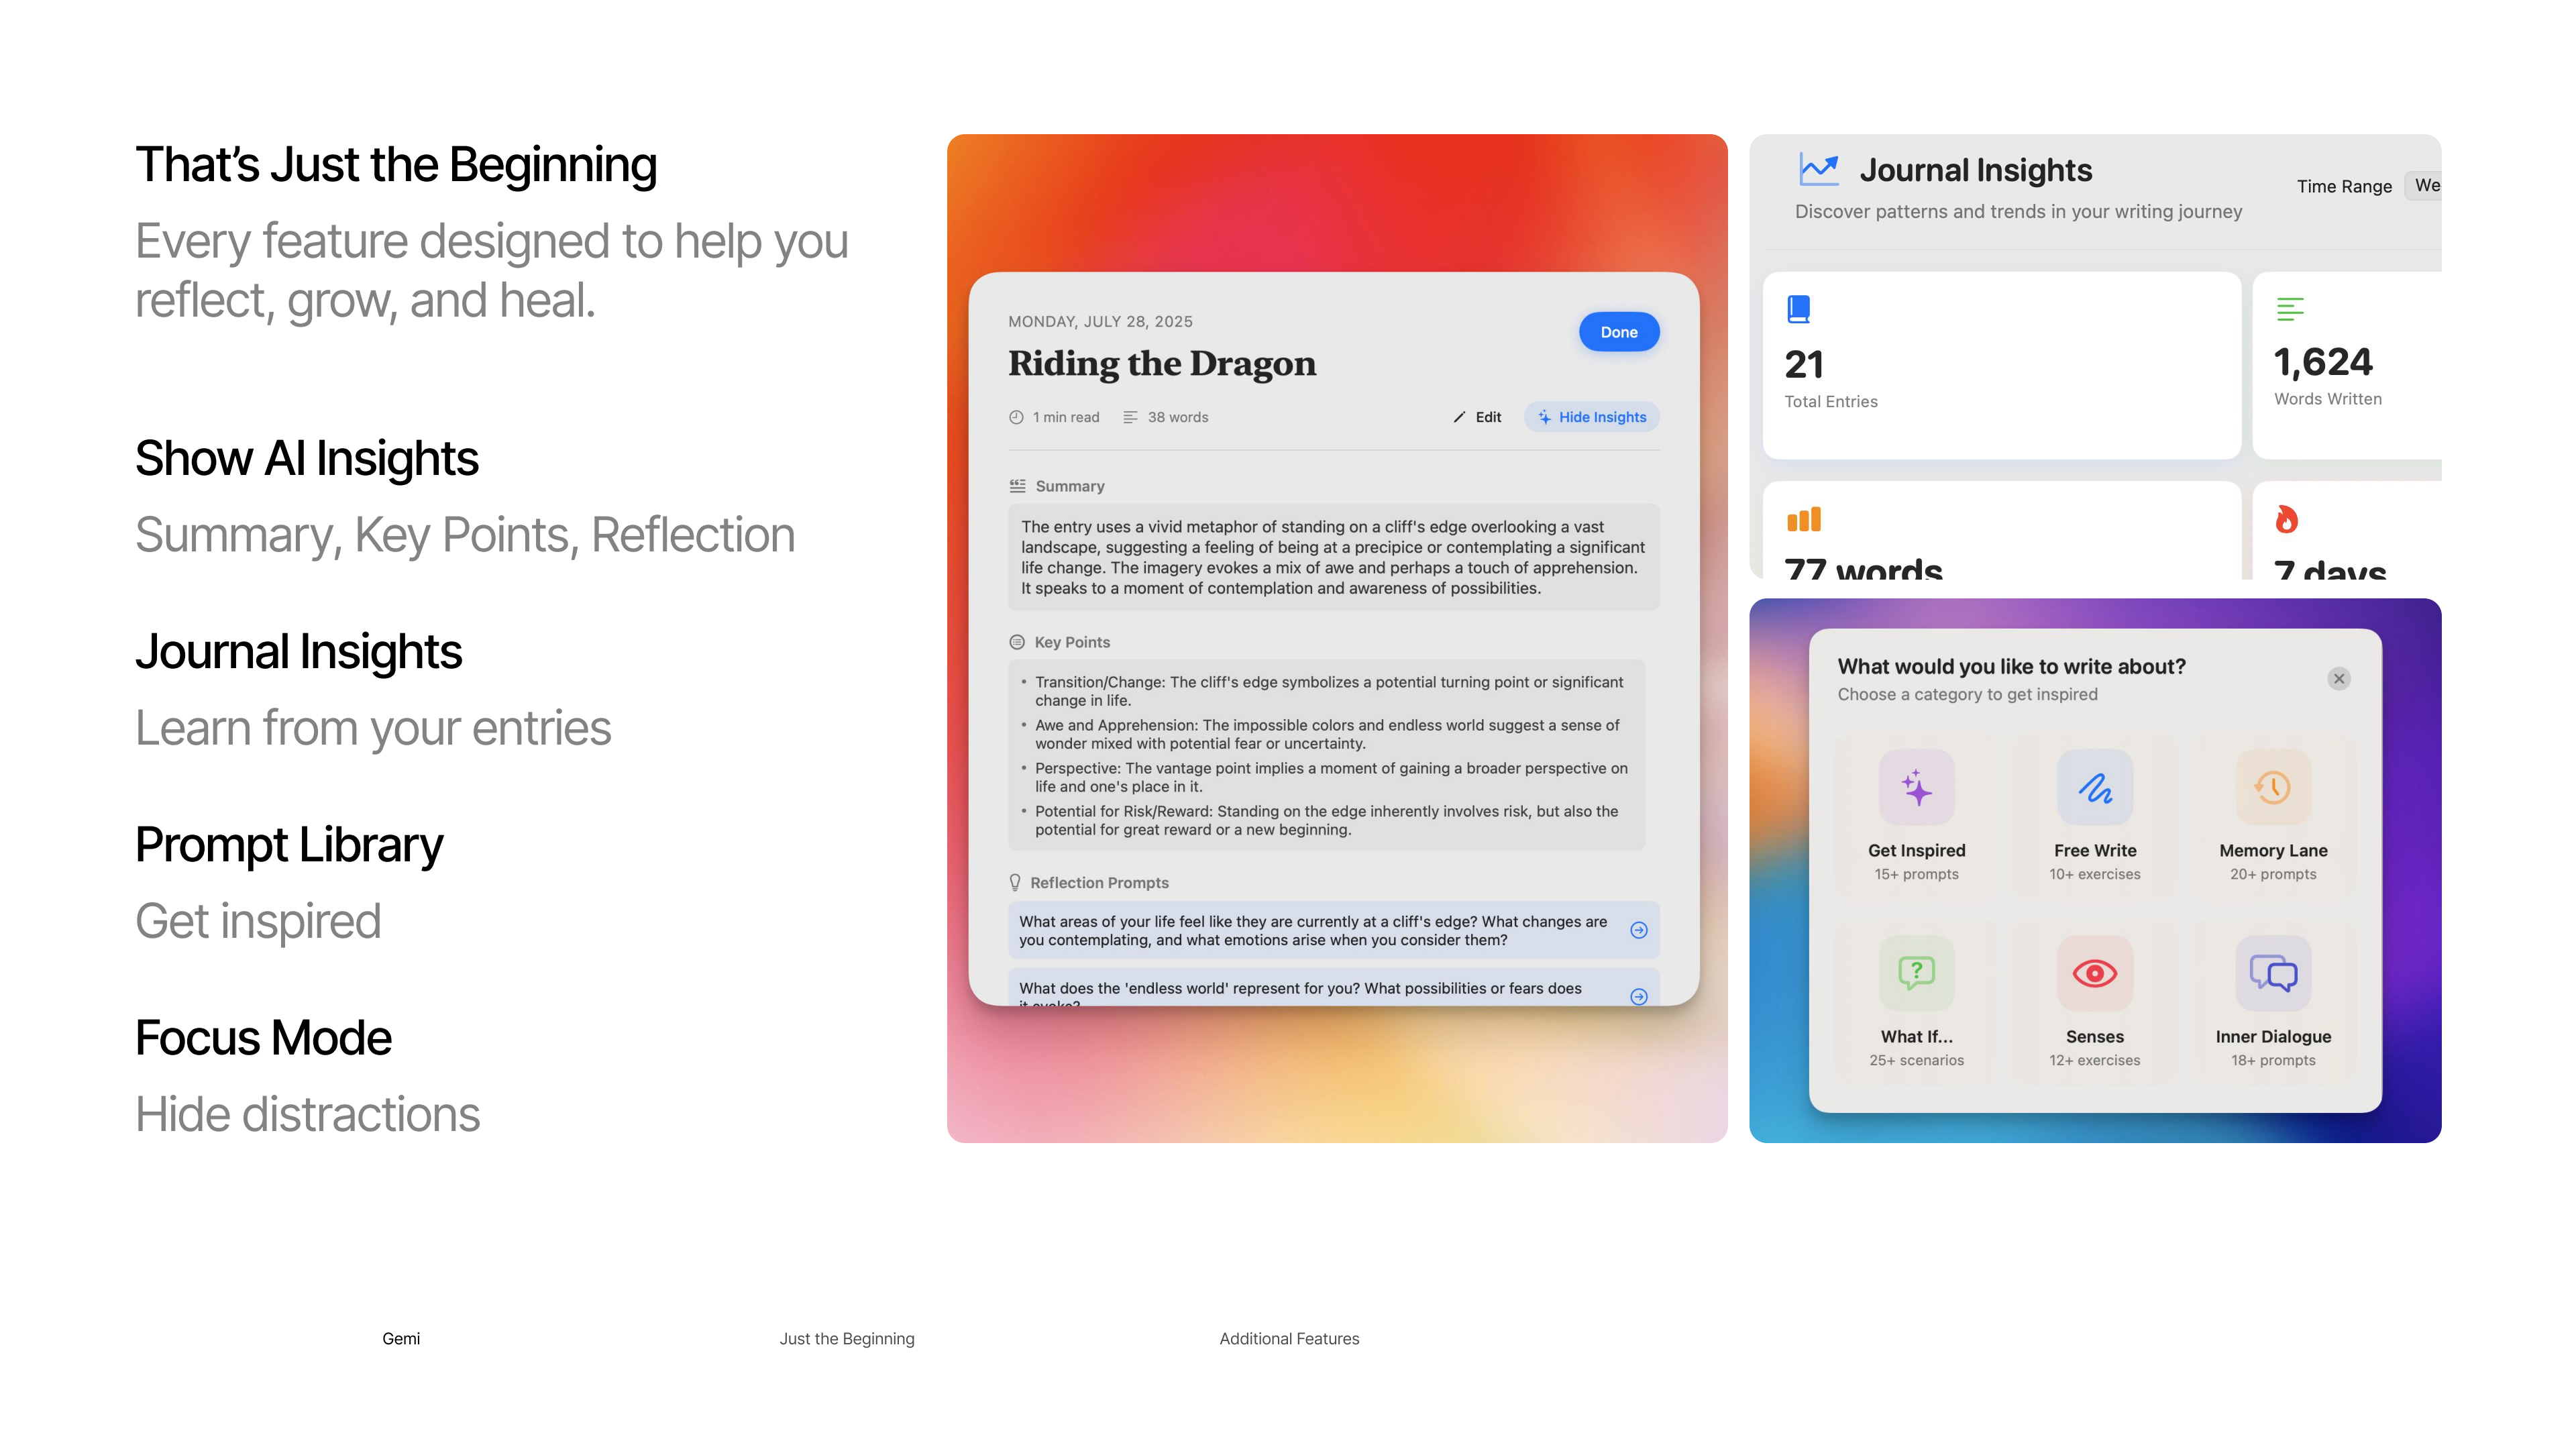 That’s Just the Beginning
Every feature designed to help you
reflect, grow, and heal.
Show AI Insights
Summary, Key Points, Reflection
Journal Insights
Learn from your entries
Prompt Library
Get inspired
Focus Mode
Hide distractions
MONDAY, JULY 28, 2025
Done
Riding the Dragon
1 min read 38 words Edit Hide Insights
Summary
The entry uses a vivid metaphor of standing on a cliff's edge overlooking a vast
landscape, suggesting a feeling of being at a precipice or contemplating a significant
life change. The imagery evokes a mix of awe and perhaps a touch of apprehension.
It speaks to a moment of contemplation and awareness of possibilities.
Key Points
• Transition/Change: The cliff's edge symbolizes a potential turning point or significant
change in life.
• Awe and Apprehension: The impossible colors and endless world suggest a sense of
wonder mixed with potential fear or uncertainty.
• Perspective: The vantage point implies a moment of gaining a broader perspective on
life and one's place in it.
• Potential for Risk/Reward: Standing on the edge inherently involves risk, but also the
potential for great reward or a new beginning.
Reflection Prompts
What areas of your life feel like they are currently at a cliff's edge? What changes are
you contemplating, and what emotions arise when you consider them?
What does the 'endless world' represent for you? What possibilities or fears does
it evoke?
Journal Insights
Discover patterns and trends in your writing journey
Time Range We
21
Total Entries
1,624
Words Written
77 words
7 days
What would you like to write about?
Choose a category to get inspired
Get Inspired
15+ prompts
Free Write
10+ exercises
Memory Lane
20+ prompts
What If...
25+ scenarios
Senses
12+ exercises
Inner Dialogue
18+ prompts
Gemi
Just the Beginning
Additional Features